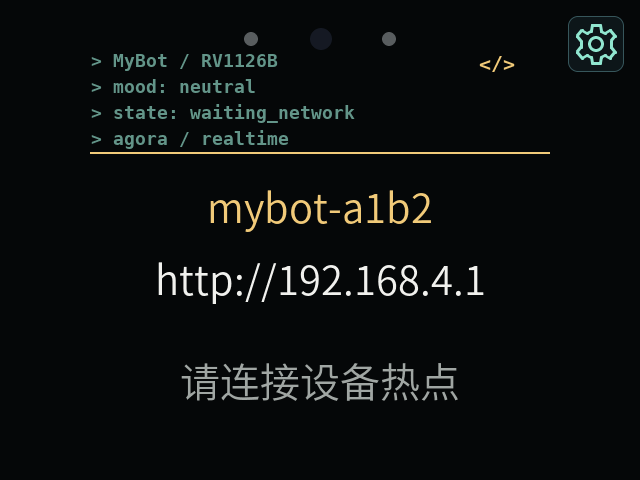 > MyBot / RV1126B
</>
> mood: neutral
> state: waiting_network
> agora / realtime
mybot-a1b2
http://192.168.4.1
请连接设备热点